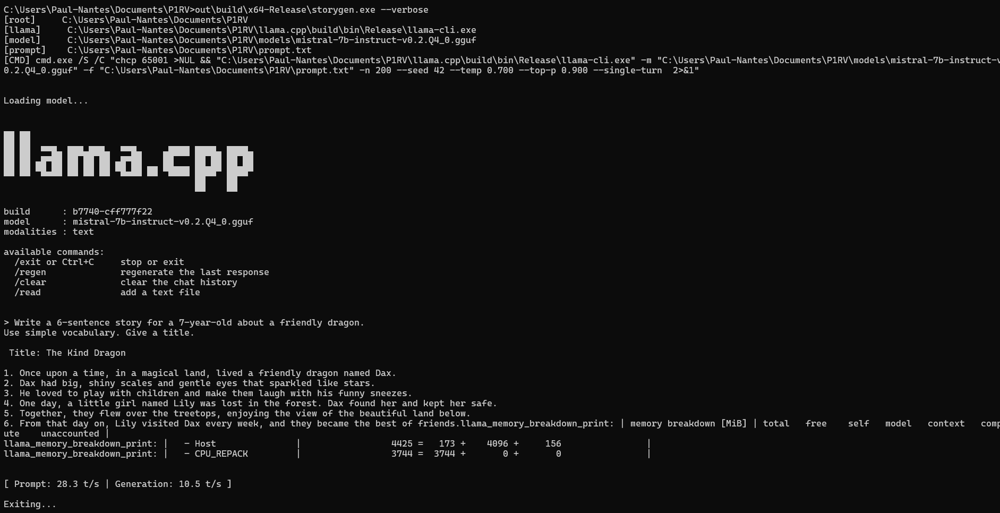 C:\Users\Paul-Nantes\Documents\P1RV>out\build\x64-Release\storygen.exe --verbose
[root]     C:\Users\Paul-Nantes\Documents\P1RV
[llama]     C:\Users\Paul-Nantes\Documents\P1RV\llama.cpp\build\bin\Release\llama-cli.exe
[model]     C:\Users\Paul-Nantes\Documents\P1RV\models\mistral-7b-instruct-v0.2.Q4_0.gguf
[prompt]    C:\Users\Paul-Nantes\Documents\P1RV\prompt.txt
[CMD] cmd.exe /S /C "chcp 65001 >NUL && "C:\Users\Paul-Nantes\Documents\P1RV\llama.cpp\build\bin\Release\llama-cli.exe" -m "C:\Users\Paul-Nantes\Documents\P1RV\models\mistral-7b-instruct-v
0.2.Q4_0.gguf" -f "C:\Users\Paul-Nantes\Documents\P1RV\prompt.txt" -n 200 --seed 42 --temp 0.700 --top-p 0.900 --single-turn  2>&1"
Loading model...
llama.cpp
build      : b7740-cff777f22
model      : mistral-7b-instruct-v0.2.Q4_0.gguf
modalities : text
available commands:
  /exit or Ctrl+C     stop or exit
  /regen              regenerate the last response
  /clear              clear the chat history
  /read               add a text file
> Write a 6-sentence story for a 7-year-old about a friendly dragon.
Use simple vocabulary. Give a title.
 Title: The Kind Dragon
1. Once upon a time, in a magical land, lived a friendly dragon named Dax.
2. Dax had big, shiny scales and gentle eyes that sparkled like stars.
3. He loved to play with children and make them laugh with his funny sneezes.
4. One day, a little girl named Lily was lost in the forest. Dax found her and kept her safe.
5. Together, they flew over the treetops, enjoying the view of the beautiful land below.
6. From that day on, Lily visited Dax every week, and they became the best of friends.llama_memory_breakdown_print: | memory breakdown [MiB] | total   free    self   model   context   comp
ute    unaccounted |
llama_memory_breakdown_print: |   - Host               |                 4425 =   173 +    4096 +     156                |
llama_memory_breakdown_print: |   - CPU_REPACK         |                 3744 =  3744 +       0 +       0                |
[ Prompt: 28.3 t/s | Generation: 10.5 t/s ]
Exiting...